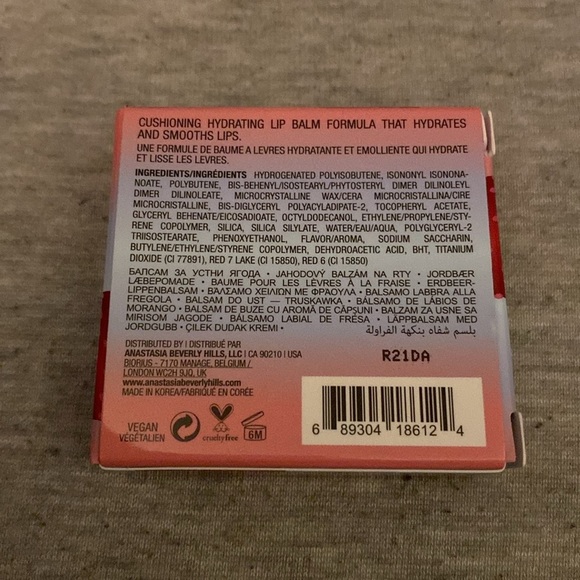 CUSHIONING HYDRATING LIP BALM FORMULA THAT HYDRATES
AND SMOOTHS LIPS.
UNE FORMULE DE BAUME A LEVRES HYDRATANTE ET EMOLLIENTE QUI HYDRATE
ET LISSE LES LEVRES.
INGREDIENTS/INGRÉDIENTS: HYDROGENATED POLYISOBUTENE, ISONONYL ISONONA-
NOATE, POLYBUTENE, BIS-BEHENYL/ISOSTEARYL/PHYTOSTERYL DIMER DILINOLEYL
DIMER DILINOLEATE, MICROCRYSTALLINE WAX/CERA MICROCRISTALLINA/CIRE
MICROCRISTALLINE, BIS-DIGLYCERYL POLYACYLADIPATE-2, TOCOPHERYL ACETATE,
GLYCERYL BEHENATE/EICOSADIOATE, OCTYLDODECANOL, ETHYLENE/PROPYLENE/STY-
RENE COPOLYMER, SILICA, SILICA SILYLATE, WATER/EAU/AQUA, POLYGLYCERYL-2
TRIISOSTEARATE, PHENOXYETHANOL, FLAVOR/AROMA, SODIUM SACCHARIN,
BUTYLENE/ETHYLENE/STYRENE COPOLYMER, DEHYDROACETIC ACID, BHT, TITANIUM
DIOXIDE (CI 77891), RED 7 LAKE (CI 15850), RED 6 (CI 15850)
БАЛСАМ ЗА УСТНИ ЯГОДА • JAHODOVÝ BALZÁM NA RTY • JORDBÆR
LÆBEPOMADE • BAUME POUR LES LÈVRES À LA FRAISE • ERDBEER-
LIPPENBALSAM • ΒΑΛΣΑΜΟ ΧΕΙΛΙΩΝ ΜΕ ΦΡΑΟΥΛΑ • BALSAMO LABBRA ALLA
FREGOLA • BALSAM DO UST — TRUSKAWKA • BÁLSAMO DE LÁBIOS DE
MORANGO • BALSAM DE BUZE CU AROMĂ DE CĂPȘUNI • BALZAM ZA USNE SA
MIRISOM JAGODE • BÁLSAMO LABIAL DE FRESA • LÄPPBALSAM MED
JORDGUBB • ÇİLEK DUDAK KREMI • بلسم شفاه بنكهة الفراولة
DISTRIBUTED BY | DISTRIBUÉ PAR
ANASTASIA BEVERLY HILLS, LLC | CA 90210 | USA
BIORIUS - 7170 MANAGE, BELGIUM /
LONDON WC2H 9JQ, UK
www.anastasiabeverlyhills.com
MADE IN KOREA/FABRIQUÉ EN CORÉE
R21DA
VEGAN
VÉGÉTALIEN
crueltyfree
6M
6 89304 18612 4